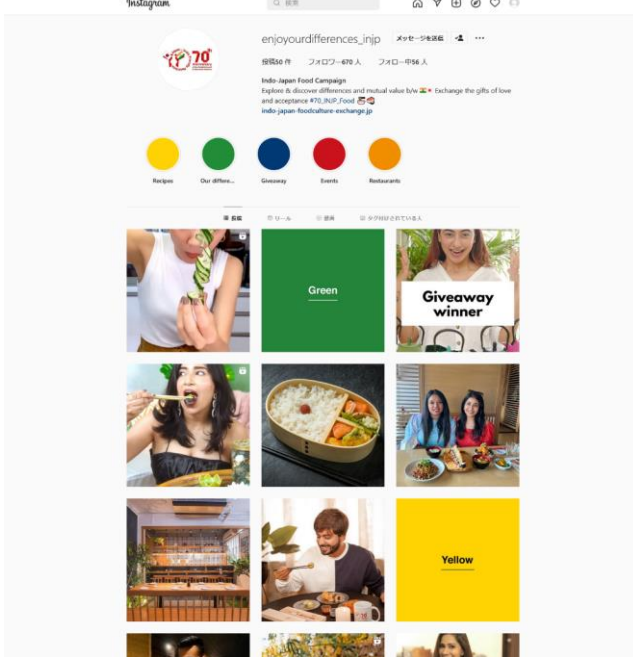 Instagram
検索
enjoyourdifferences_injp
メッセージを送信
投稿50 件 フォロワー670 人 フォロー中56 人
Indo-Japan Food Campaign
Explore & discover differences and mutual value b/w 🇮🇳🇯🇵 Exchange the gifts of love
and acceptance #70_INJP_Food
indo-japan-foodculture-exchange.jp
70
Recipes
Our differe...
Giveaway
Events
Restaurants
投稿
リール
タグ付けされている人
Green
Giveaway
winner
Yellow